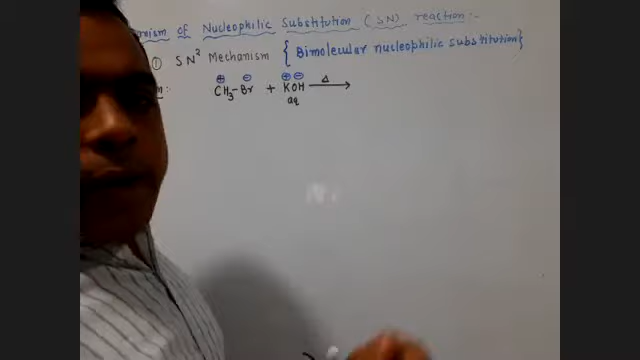 of Nucleophilic Substitution (SN) reaction:-
① SN² Mechanism { Bimolecular nucleophilic substitution}
⊕ ⊖ ⊕ ⊖
CH₃-Br + KOH ⟶ Δ
aq